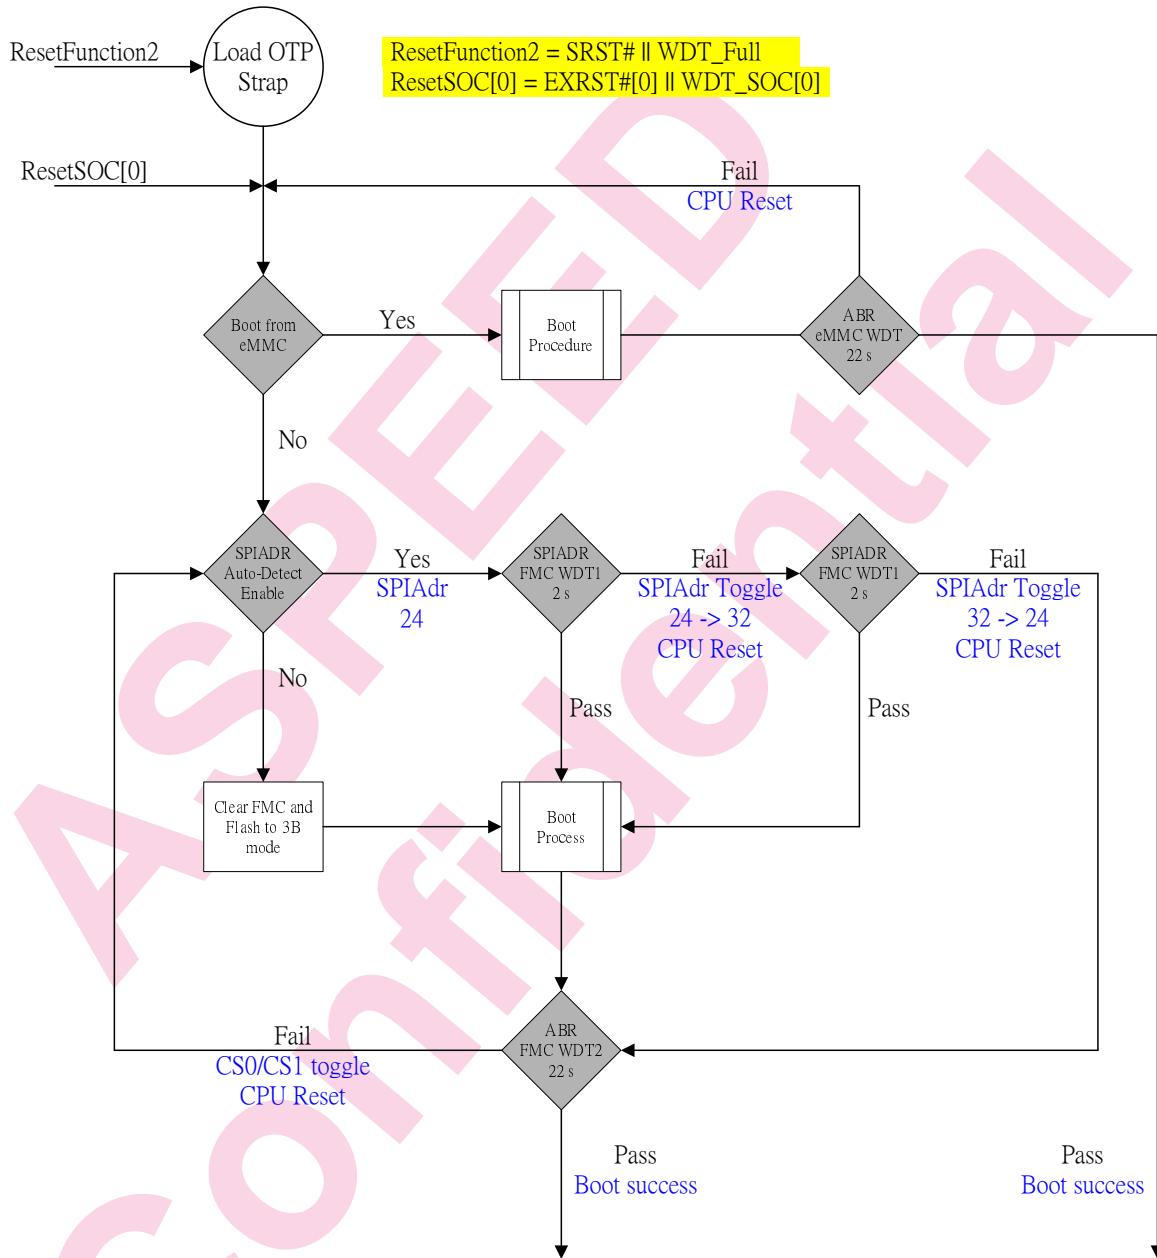 ResetFunction2
Load OTP
Strap
ResetFunction2 = SRST# || WDT_Full
ResetSOC[0] = EXRST#[0] || WDT_SOC[0]
ResetSOC[0]
Fail
CPU Reset
Boot from
eMMC
Yes
Boot
Procedure
ABR
eMMC WDT
22 s
No
SPIADR
Auto-Detect
Enable
Yes
SPIAdr
24
SPIADR
FMC WDT1
2 s
Fail
SPIAdr Toggle
24 -> 32
CPU Reset
SPIADR
FMC WDT1
2 s
Fail
SPIAdr Toggle
32 -> 24
CPU Reset
No
Pass
Pass
Clear FMC and
Flash to 3B
mode
Boot
Process
Fail
CS0/CS1 toggle
CPU Reset
ABR
FMC WDT2
22 s
Pass
Boot success
Pass
Boot success
ASPEED
Confidential